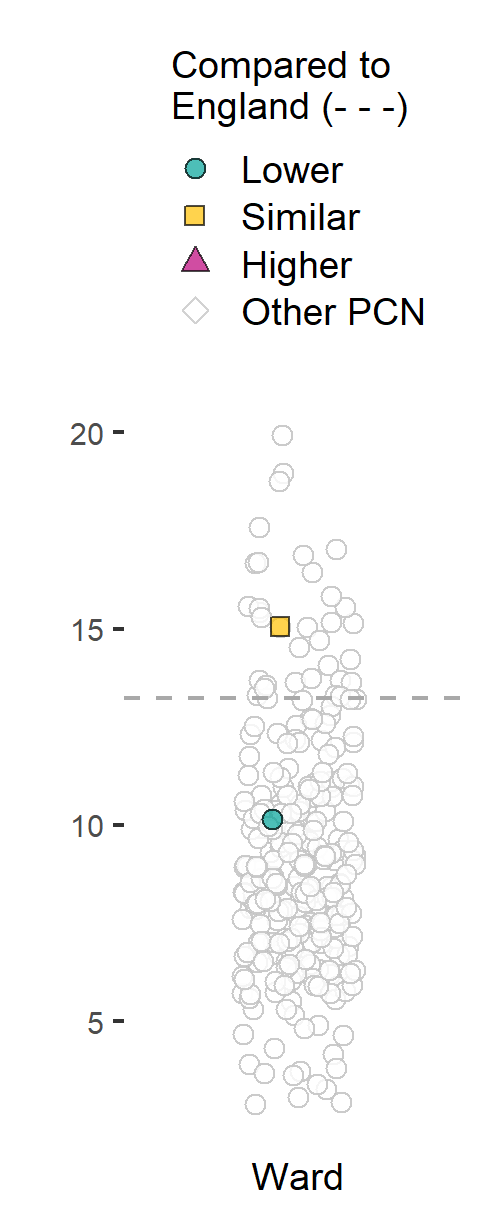 Compared to
England (- - -)
Lower
Similar
Higher
Other PCN
20
15
10
5
Ward